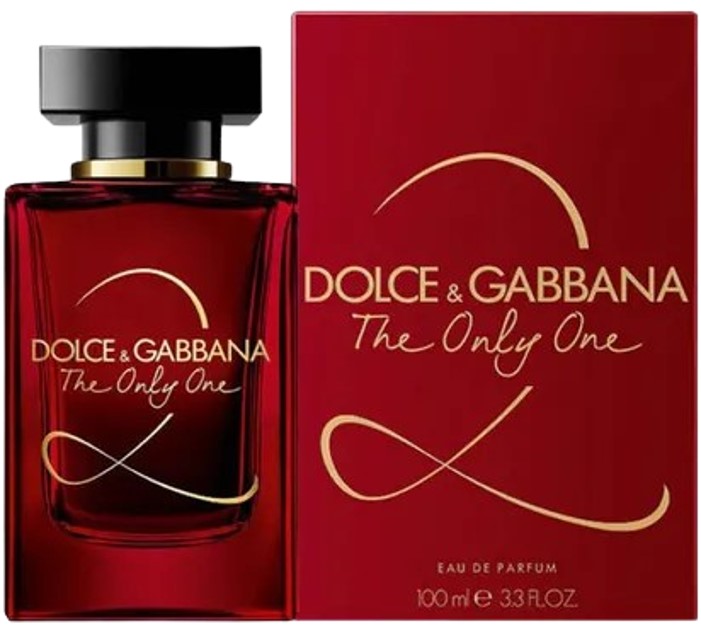 DOLCE & GABBANA
The Only One
DOLCE & GABBANA
The Only One
EAU DE PARFUM
100 ml e 3.3 FL.OZ.